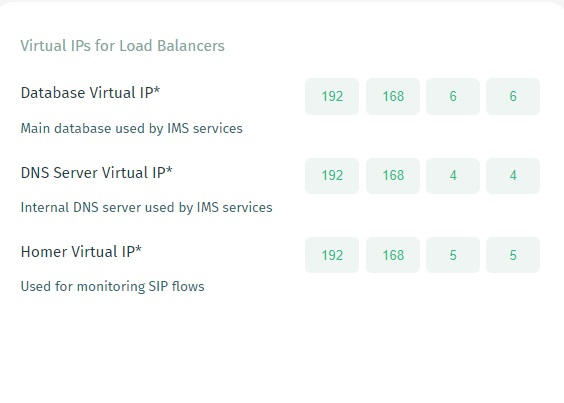 Virtual IPs for Load Balancers
Database Virtual IP* 192 168 6 6
Main database used by IMS services
DNS Server Virtual IP* 192 168 4 4
Internal DNS server used by IMS services
Homer Virtual IP* 192 168 5 5
Used for monitoring SIP flows